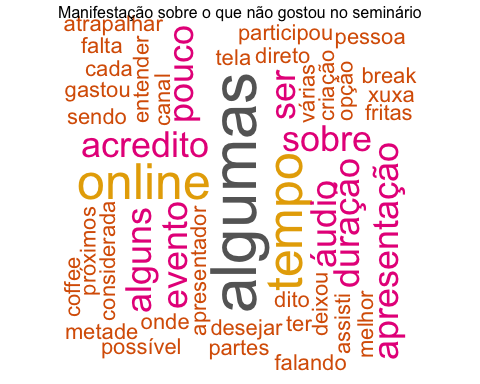 Manifestação sobre o que não gostou no seminário
atrapalhar
participou
pessoa
falta
entender
canal
pouco
tela
direto
ser
várias
criação
opção
cada
break
gastou
xuxa
sendo
fritas
acredito
algumas
sobre
online
tempo
áudio
duração
apresentação
coffee
próximos
considerada
alguns
evento
apresentador
dito
deixou
assisti
melhor
metade
onde
desejar
ter
possível
partes
falando